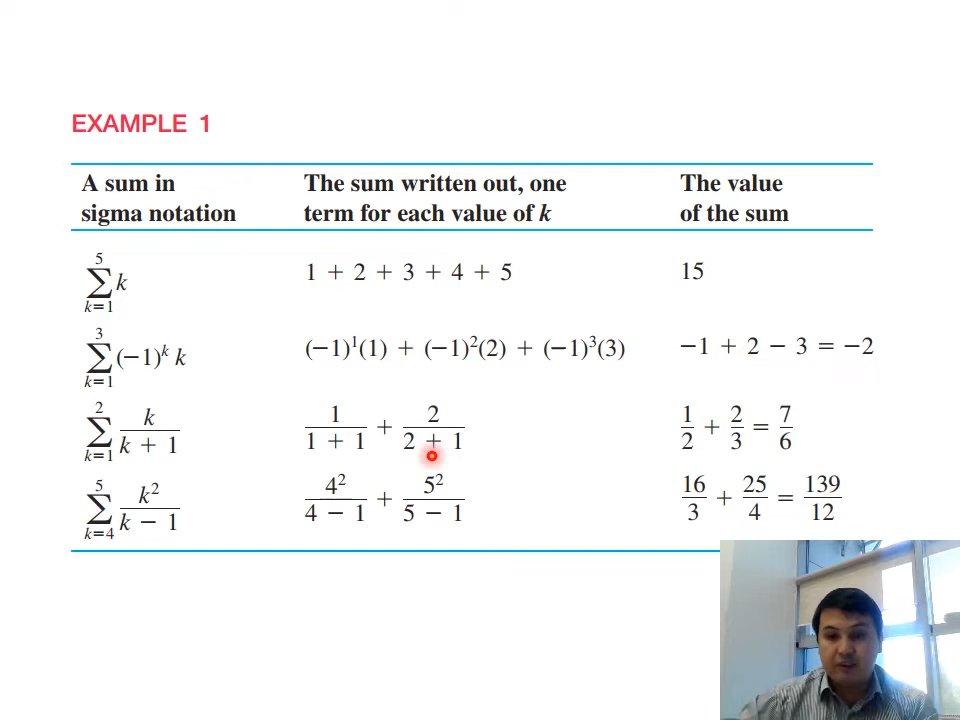 EXAMPLE 1
A sum in sigma notation | The sum written out, one term for each value of k | The value of the sum
∑_{k=1}^{5} k | 1 + 2 + 3 + 4 + 5 | 15
∑_{k=1}^{3} (−1)^k k | (−1)^1(1) + (−1)^2(2) + (−1)^3(3) | −1 + 2 − 3 = −2
∑_{k=1}^{2} k/(k + 1) | 1/(1 + 1) + 2/(2 + 1) | 1/2 + 2/3 = 7/6
∑_{k=4}^{5} k^2/(k − 1) | 4^2/(4 − 1) + 5^2/(5 − 1) | 16/3 + 25/4 = 139/12